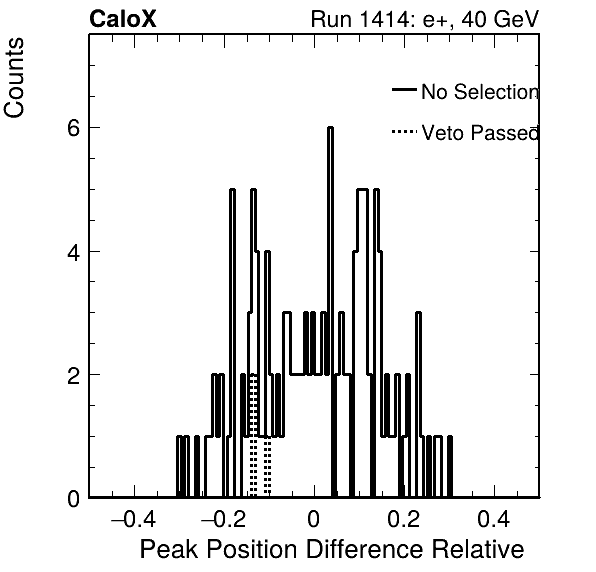 CaloX Run 1414: e+, 40 GeV
Counts
No Selection
Veto Passed
6
4
2
0
−0.4 −0.2 0 0.2 0.4
Peak Position Difference Relative